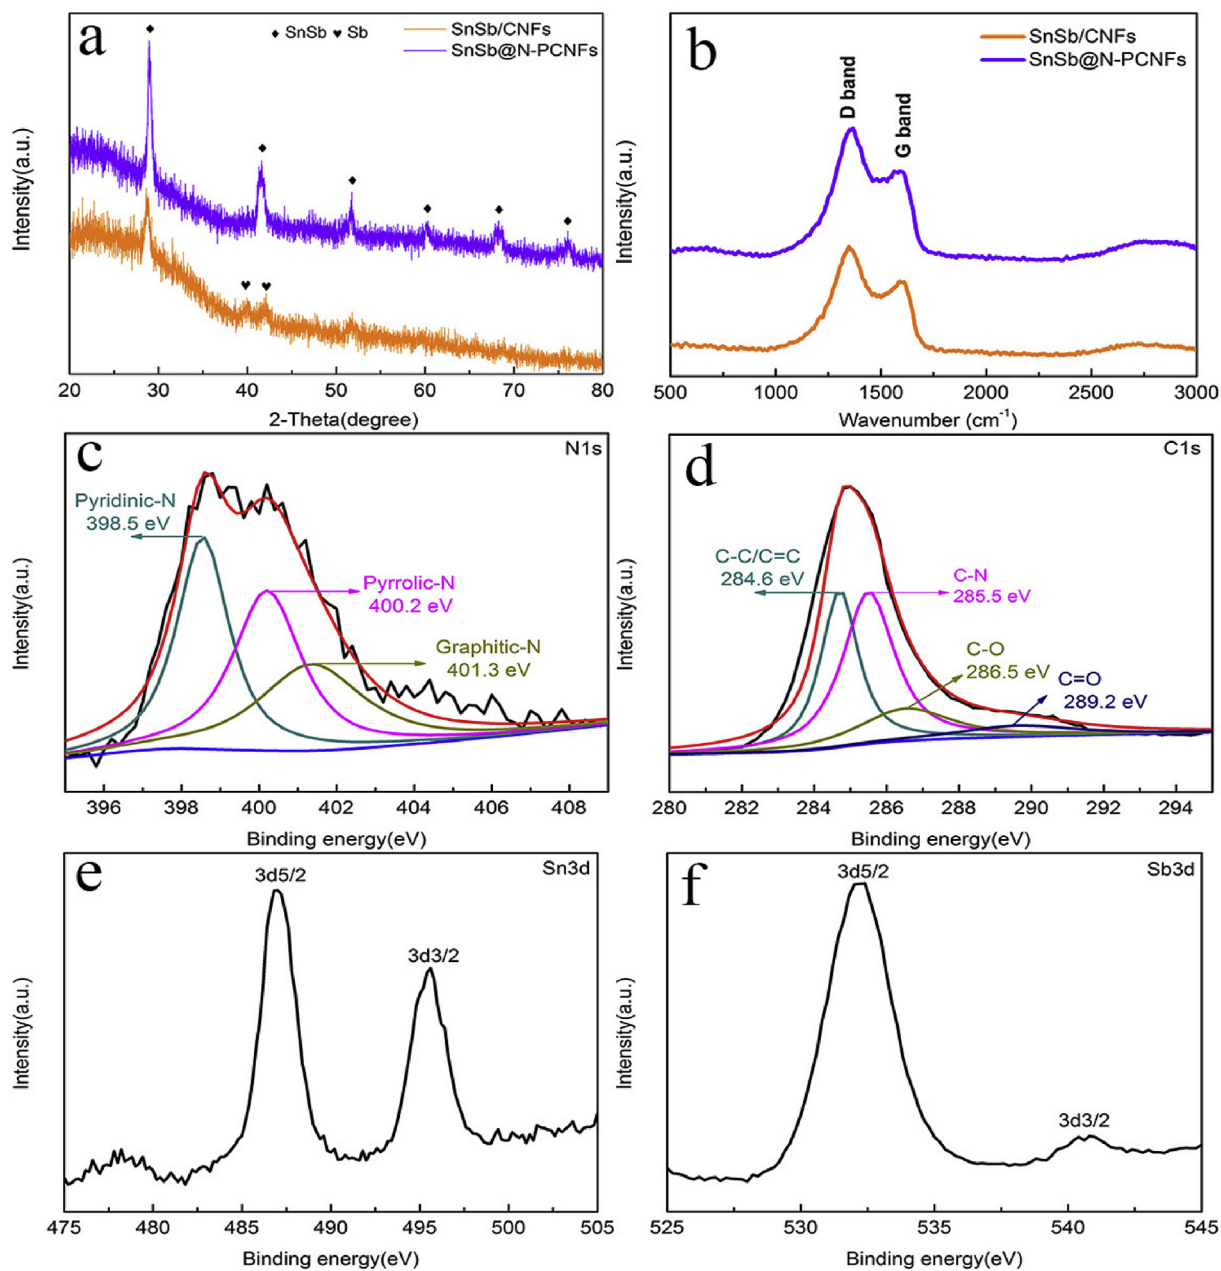 a
♦ SnSb ♥ Sb
SnSb/CNFs
SnSb@N-PCNFs
Intensity(a.u.)
20 30 40 50 60 70 80
2-Theta(degree)
b
SnSb/CNFs
SnSb@N-PCNFs
D band
G band
Intensity(a.u.)
500 1000 1500 2000 2500 3000
Wavenumber (cm-1)
c
N1s
Pyridinic-N
398.5 eV
Pyrrolic-N
400.2 eV
Graphitic-N
401.3 eV
Intensity(a.u.)
396 398 400 402 404 406 408
Binding energy(eV)
d
C1s
C-C/C=C
284.6 eV
C-N
285.5 eV
C-O
286.5 eV
C=O
289.2 eV
Intensity(a.u.)
280 282 284 286 288 290 292 294
Binding energy(eV)
e
Sn3d
3d5/2
3d3/2
Intensity(a.u.)
475 480 485 490 495 500 505
Binding energy(eV)
f
Sb3d
3d5/2
3d3/2
Intensity(a.u.)
525 530 535 540 545
Binding energy(eV)